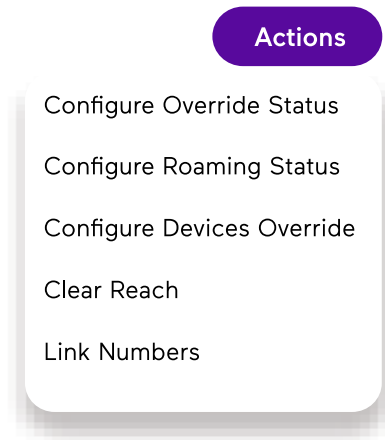 Actions
Configure Override Status
Configure Roaming Status
Configure Devices Override
Clear Reach
Link Numbers